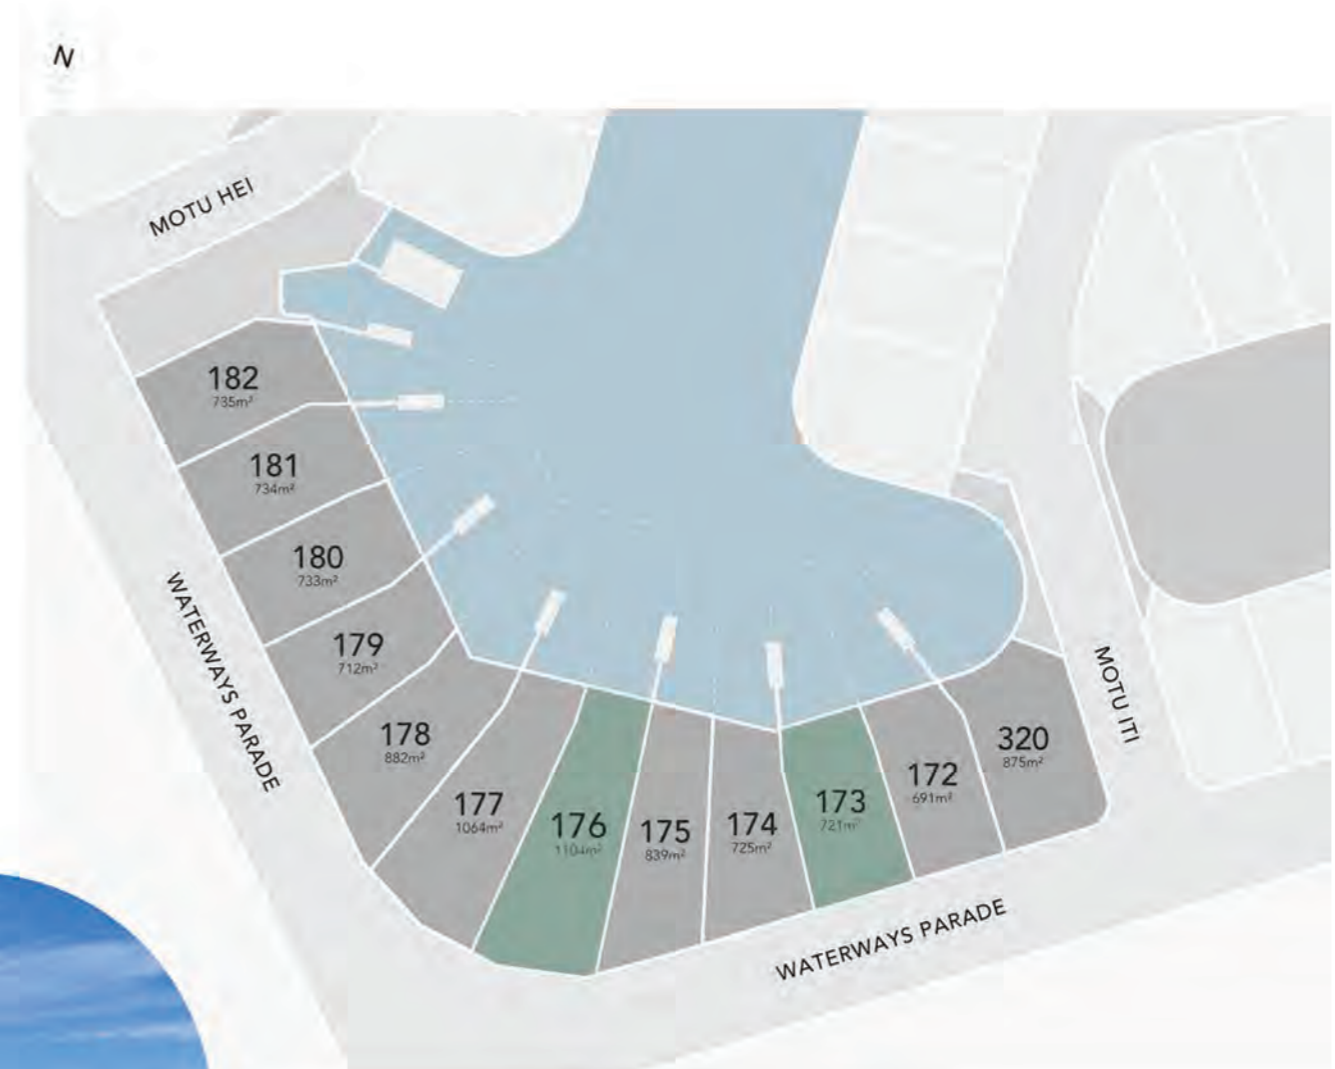 N
MOTU HEI
182
735m²
181
734m²
180
733m²
179
712m²
178
882m²
177
1064m²
176
1104m²
175
839m²
174
725m²
173
721m²
172
691m²
320
875m²
WATERWAYS PARADE
MOTU ITI
WATERWAYS PARADE